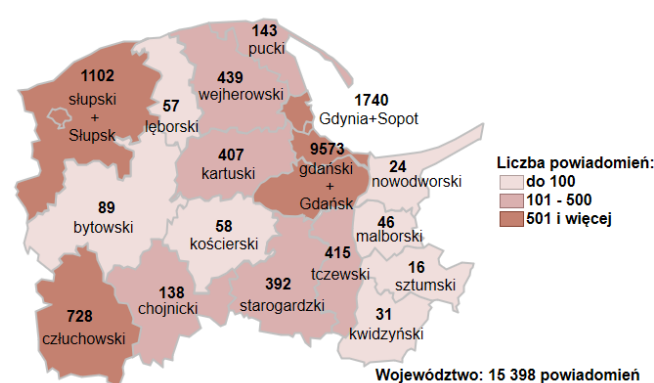 143
pucki
1102
słupski
+
Słupsk
57
lęborski
439
wejherowski
1740
Gdynia+Sopot
407
kartuski
9573
gdański
+
Gdańsk
24
nowodworski
Liczba powiadomień:
do 100
101 - 500
501 i więcej
89
bytowski
58
kościerski
46
malborski
415
tczewski
16
sztumski
728
człuchowski
138
chojnicki
392
starogardzki
31
kwidzyński
Województwo: 15 398 powiadomień